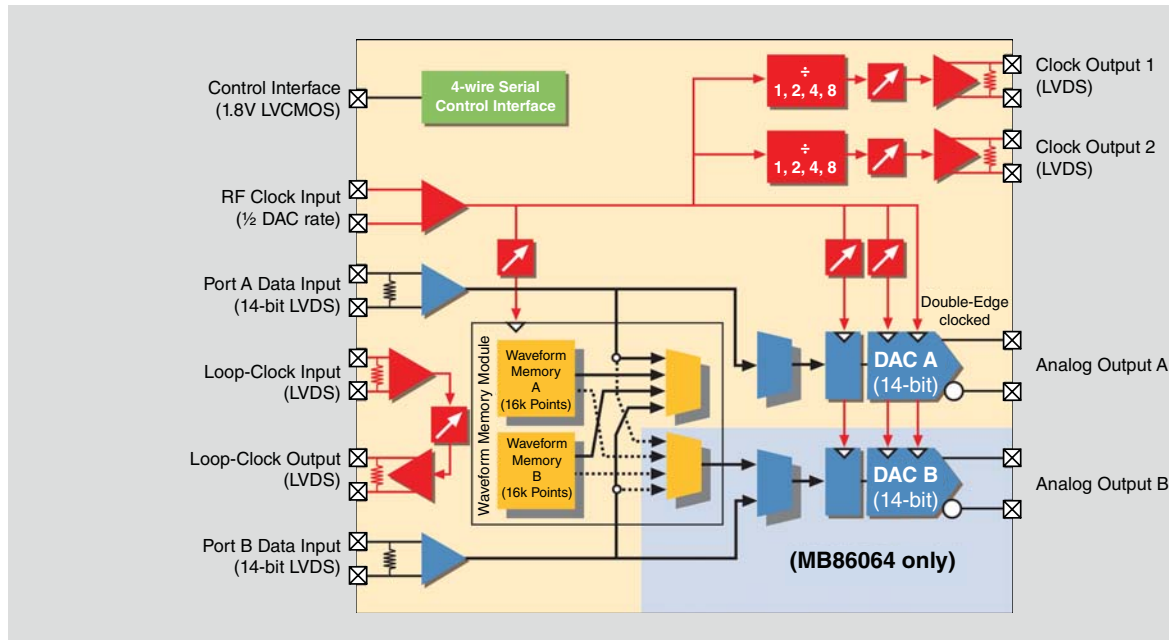 Control Interface
(1.8V LVCMOS)
4-wire Serial
Control Interface
÷
1, 2, 4, 8
Clock Output 1
(LVDS)
÷
1, 2, 4, 8
Clock Output 2
(LVDS)
RF Clock Input
(½ DAC rate)
Port A Data Input
(14-bit LVDS)
Double-Edge
clocked
Waveform Memory Module
Waveform
Memory
A
(16k Points)
DAC A
(14-bit)
Analog Output A
Loop-Clock Input
(LVDS)
Waveform
Memory
B
(16k Points)
DAC B
(14-bit)
Analog Output B
Loop-Clock Output
(LVDS)
Port B Data Input
(14-bit LVDS)
(MB86064 only)